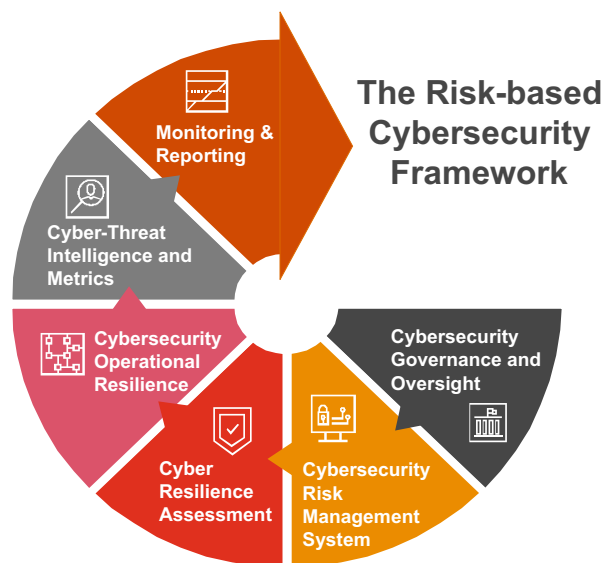 The Risk-based
Cybersecurity
Framework
Monitoring &
Reporting
Cyber-Threat
Intelligence and
Metrics
Cybersecurity
Operational
Resilience
Cyber
Resilience
Assessment
Cybersecurity
Risk
Management
System
Cybersecurity
Governance and
Oversight